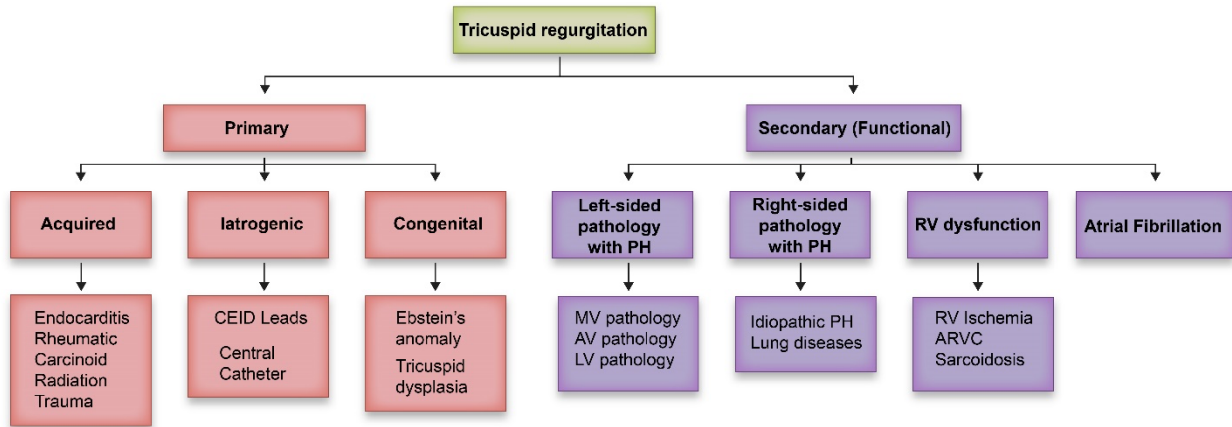 Tricuspid regurgitation
Primary
Secondary (Functional)
Acquired
Iatrogenic
Congenital
Left-sided
pathology
with PH
Right-sided
pathology
with PH
RV dysfunction
Atrial Fibrillation
Endocarditis
Rheumatic
Carcinoid
Radiation
Trauma
CEID Leads
Central
Catheter
Ebstein's
anomaly
Tricuspid
dysplasia
MV pathology
AV pathology
LV pathology
Idiopathic PH
Lung diseases
RV Ischemia
ARVC
Sarcoidosis